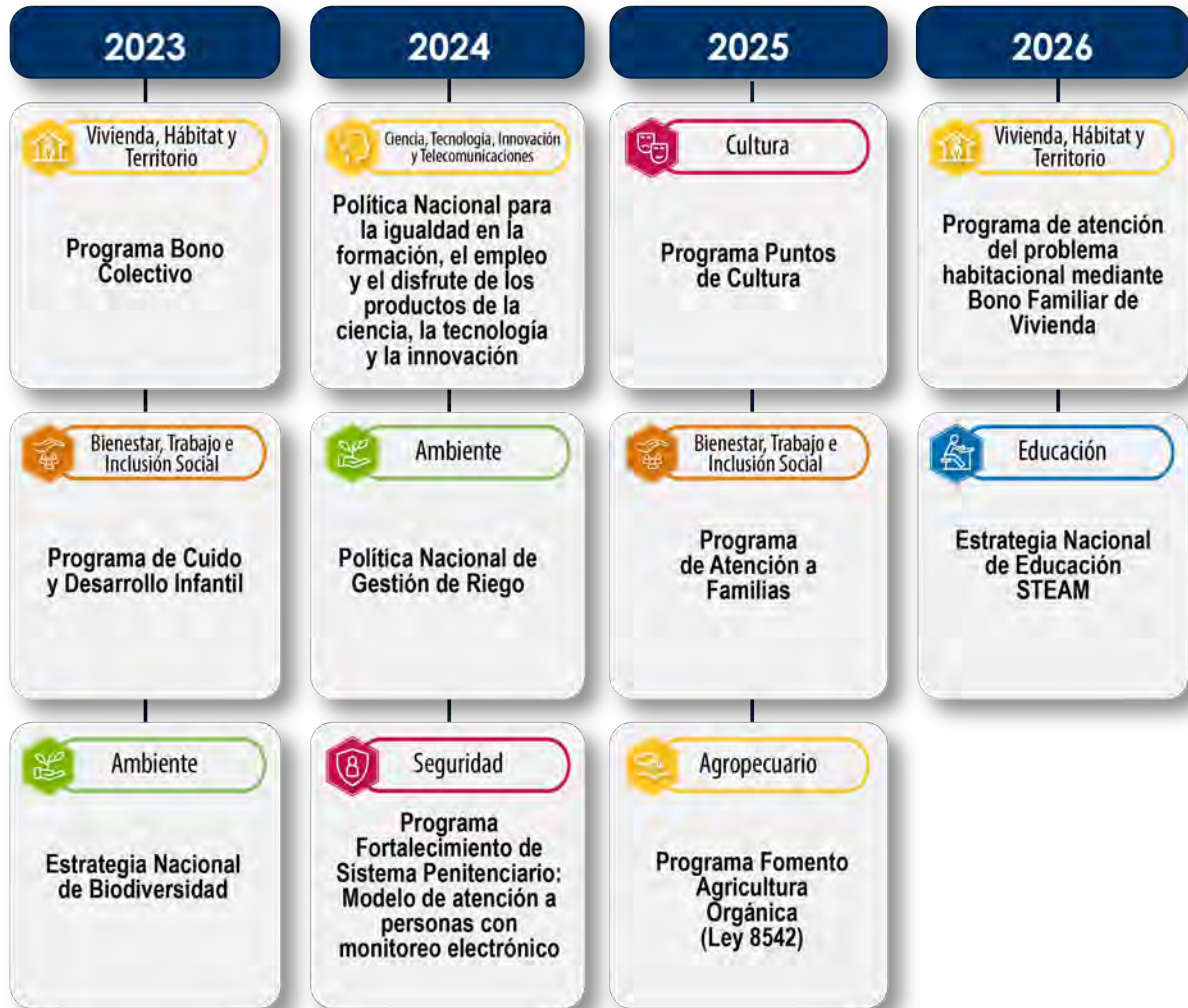 2023
Vivienda, Hábitat y
Territorio
Programa Bono
Colectivo
Bienestar, Trabajo e
Inclusión Social
Programa de Cuido
y Desarrollo Infantil
Ambiente
Estrategia Nacional
de Biodiversidad
2024
Ciencia, Tecnología, Innovación
y Telecomunicaciones
Política Nacional para
la igualdad en la
formación, el empleo
y el disfrute de los
productos de la
ciencia, la tecnología
y la innovación
Ambiente
Política Nacional de
Gestión de Riego
Seguridad
Programa
Fortalecimiento de
Sistema Penitenciario:
Modelo de atención a
personas con
monitoreo electrónico
2025
Cultura
Programa Puntos
de Cultura
Bienestar, Trabajo e
Inclusión Social
Programa
de Atención a
Familias
Agropecuario
Programa Fomento
Agricultura
Orgánica
(Ley 8542)
2026
Vivienda, Hábitat y
Territorio
Programa de atención
del problema
habitacional mediante
Bono Familiar de
Vivienda
Educación
Estrategia Nacional
de Educación
STEAM